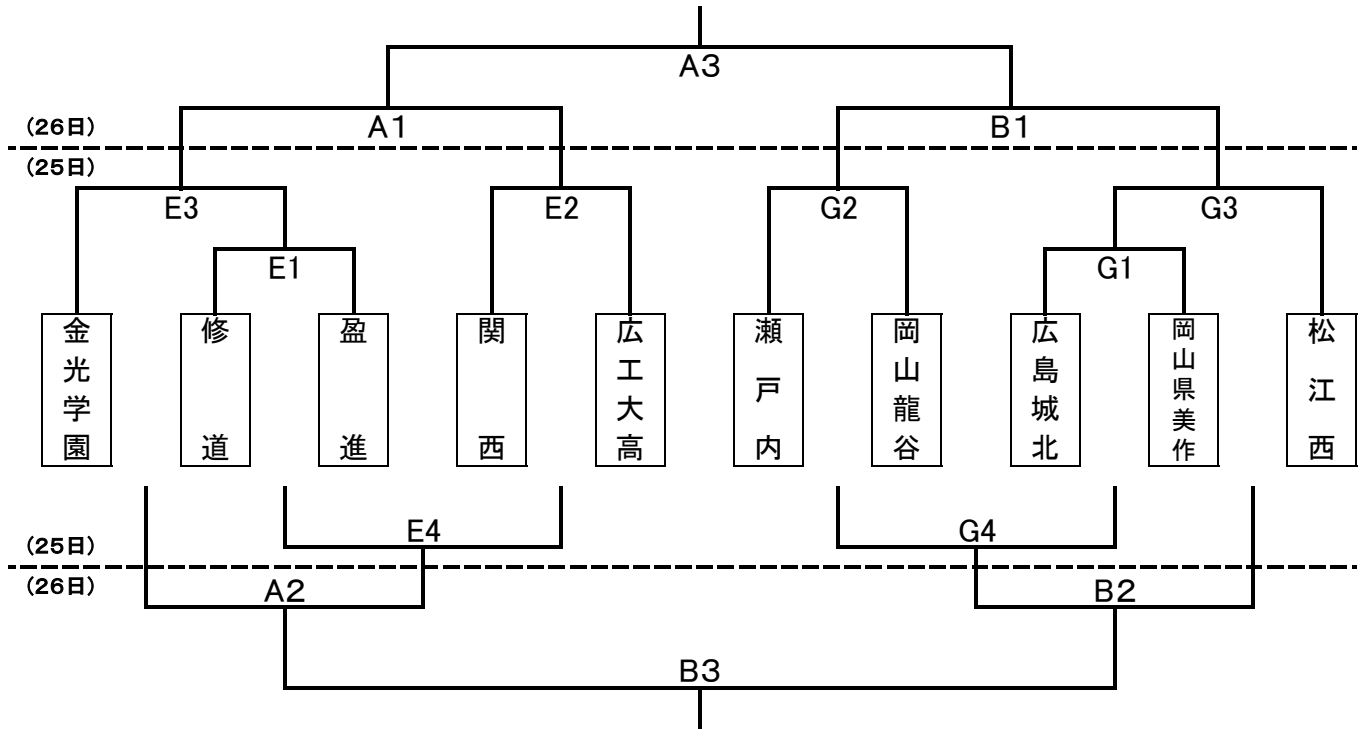 A3
(26日)
A1
B1
(25日)
E3
E2
G2
G3
E1
G1
金光学園
修道
盈進
関西
広工大高
瀬戸内
岡山龍谷
広島城北
岡山県美作
松江西
E4
G4
(25日)
(26日)
A2
B2
B3